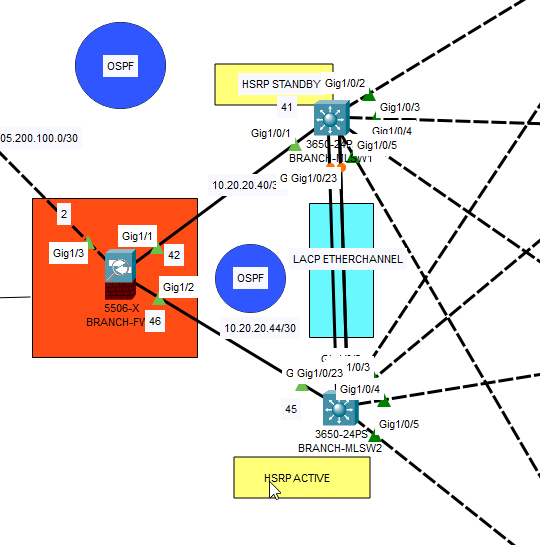 OSPF
HSRP STANDBY
Gig1/0/2
41
Gig1/0/3
05.200.100.0/30
Gig1/0/1
Gig1/0/4
Gig1/0/5
3650-24P
BRANCH-MLSW1
G Gig1/0/23
10.20.20.40/3
2
Gig1/1
Gig1/3
42
LACP ETHERCHANNEL
OSPF
Gig1/2
5506-X
BRANCH-FW
46
10.20.20.44/30
1/0/3
G Gig1/0/23
Gig1/0/4
45
Gig1/0/5
3650-24PS
BRANCH-MLSW2
HSRP ACTIVE